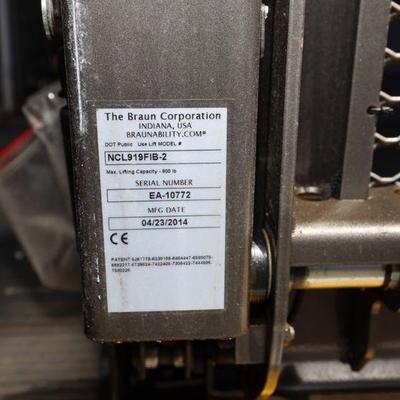 The Braun Corporation
INDIANA, USA
BRAUNABILITY.COM®
DOT Public Use Lift MODEL #
NCL919FIB-2
Max. Lifting Capacity - 800 lb
SERIAL NUMBER
EA-10772
MFG DATE
04/23/2014
CE
PATENT